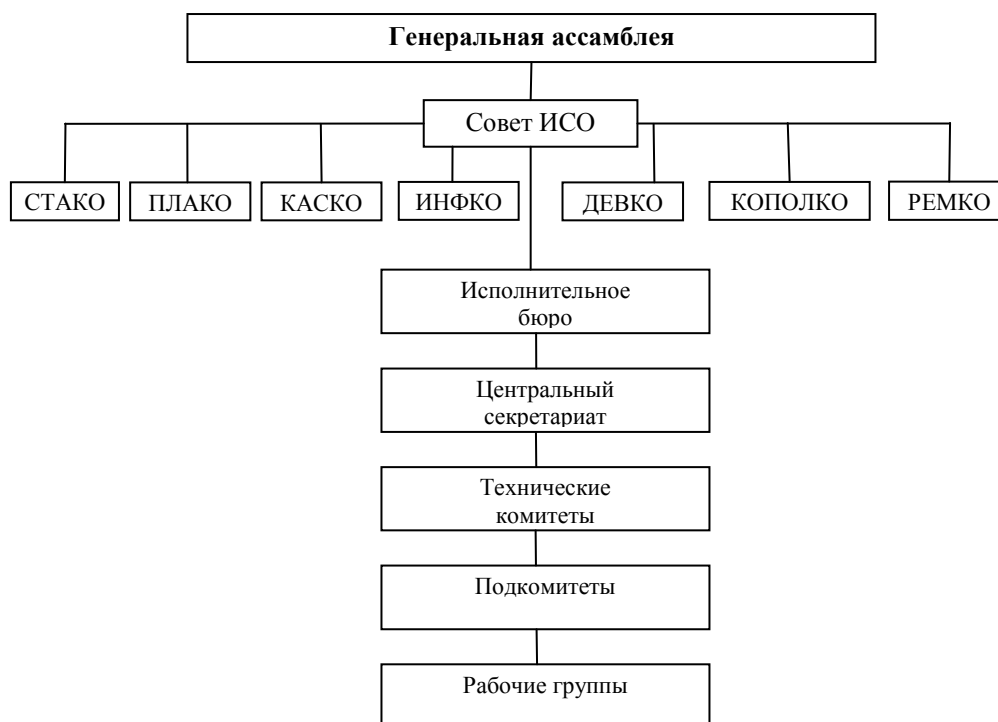 Генеральная ассамблея
Совет ИСО
СТАКО
ПЛАКО
КАСКО
ИНФКО
ДЕВКО
КОПОЛКО
РЕМКО
Исполнительное
бюро
Центральный
секретариат
Технические
комитеты
Подкомитеты
Рабочие группы